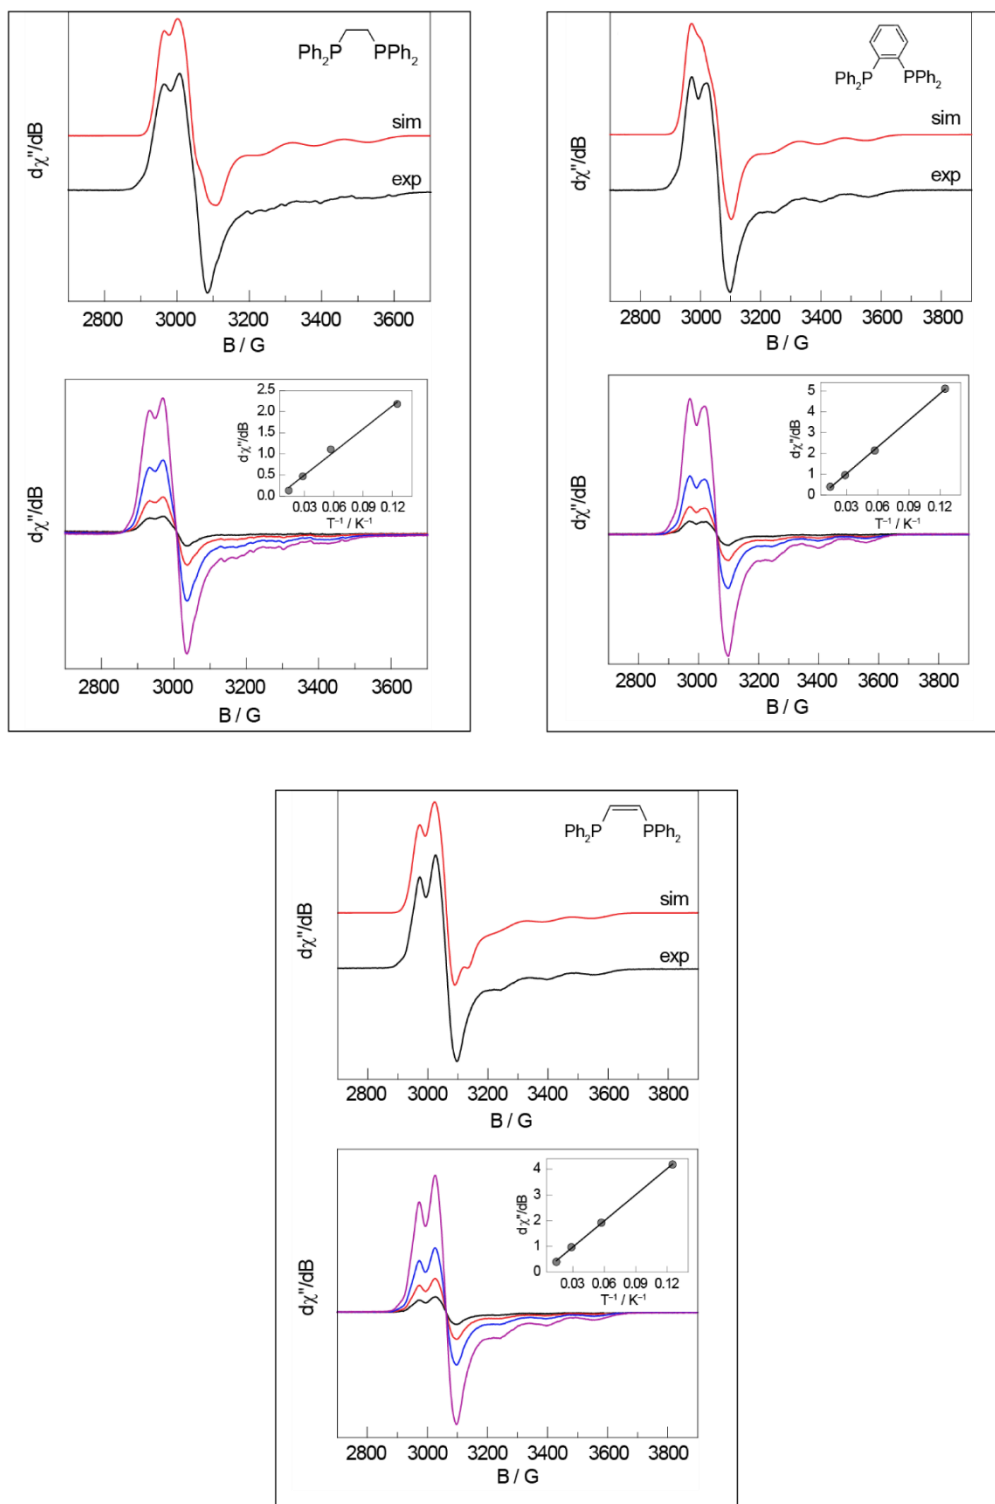 Ph2P PPh2
sim
exp
dχ"/dB
2800 3000 3200 3400 3600
B / G
2.5
2.0
1.5
1.0
0.5
0.0
dχ"/dB
0.03 0.06 0.09 0.12
T–1 / K–1
dχ"/dB
2800 3000 3200 3400 3600
B / G
Ph2P PPh2
sim
exp
dχ"/dB
2800 3000 3200 3400 3600 3800
B / G
5
4
3
2
1
0
dχ"/dB
0.03 0.06 0.09 0.12
T–1 / K–1
dχ"/dB
2800 3000 3200 3400 3600 3800
B / G
Ph2P PPh2
sim
exp
dχ"/dB
2800 3000 3200 3400 3600 3800
B / G
4
3
2
1
0
dχ"/dB
0.03 0.06 0.09 0.12
T–1 / K–1
dχ"/dB
2800 3000 3200 3400 3600 3800
B / G